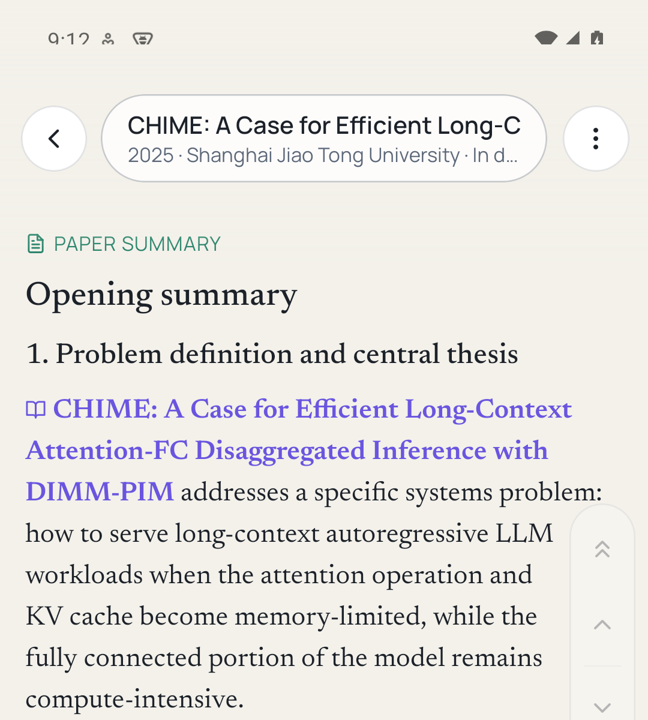 9:12
CHIME: A Case for Efficient Long-C
2025 · Shanghai Jiao Tong University · In d...
PAPER SUMMARY
Opening summary
1. Problem definition and central thesis
CHIME: A Case for Efficient Long-Context
Attention-FC Disaggregated Inference with
DIMM-PIM addresses a specific systems problem:
how to serve long-context autoregressive LLM
workloads when the attention operation and
KV cache become memory-limited, while the
fully connected portion of the model remains
compute-intensive.